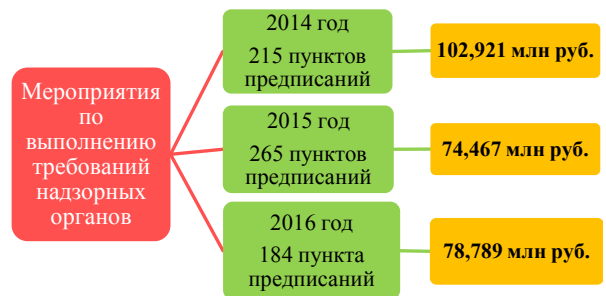 Мероприятия
по
выполнению
требований
надзорных
органов
2014 год
215 пунктов
предписаний
102,921 млн руб.
2015 год
265 пунктов
предписаний
74,467 млн руб.
2016 год
184 пункта
предписаний
78,789 млн руб.